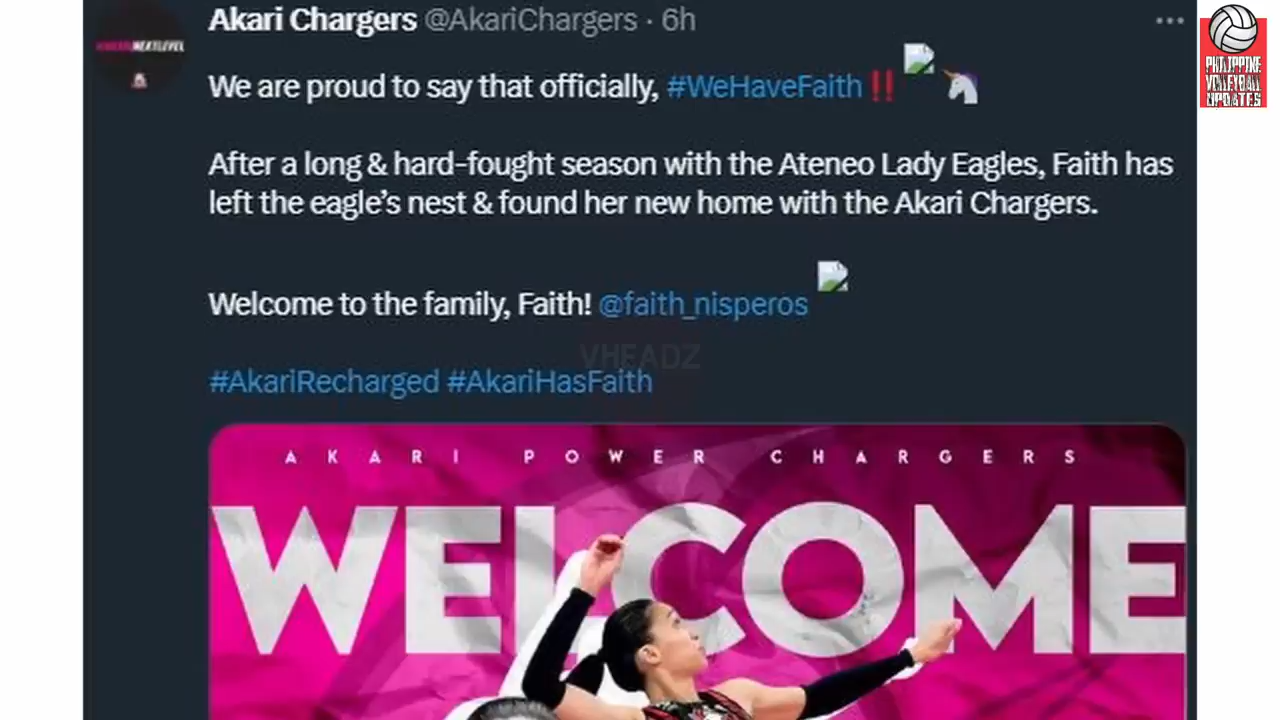 Akari Chargers @AkariChargers · 6h
We are proud to say that officially, #WeHaveFaith‼️🦄
After a long & hard-fought season with the Ateneo Lady Eagles, Faith has
left the eagle’s nest & found her new home with the Akari Chargers.
Welcome to the family, Faith! @faith_nisperos
VHEADZ
#AkariRecharged #AkariHasFaith
AKARI POWER CHARGERS
WELCOME
PHILIPPINE
VOLLEYBALL
UPDATES